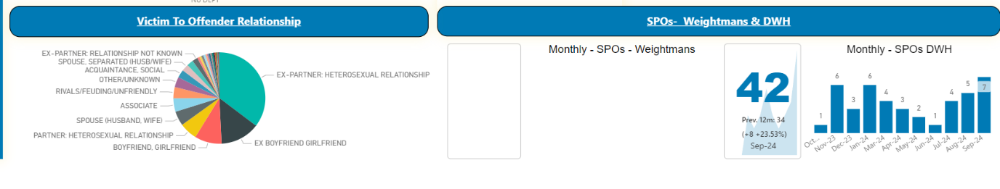 Victim To Offender Relationship
SPOs- Weightmans & DWH
EX-PARTNER: RELATIONSHIP NOT KNOWN
SPOUSE, SEPARATED (HUSB/WIFE)
ACQUAINTANCE, SOCIAL
OTHER/UNKNOWN
RIVALS/FEUDING/UNFRIENDLY
ASSOCIATE
SPOUSE (HUSBAND, WIFE)
PARTNER: HETEROSEXUAL RELATIONSHIP
BOYFRIEND, GIRLFRIEND
EX-PARTNER: HETEROSEXUAL RELATIONSHIP
EX BOYFRIEND GIRLFRIEND
Monthly - SPOs - Weightmans
42
Prev. 12m: 34
(+8 +23.53%)
Sep-24
Monthly - SPOs DWH
1 6 3 6 4 3 2 1 4 5 7
Oct... Nov-23 Dec-23 Jan-24 Mar-24 Apr-24 May-24 Jun-24 Jul-24 Aug-24 Sep-24